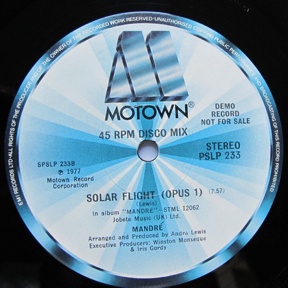 MOTOWN®
45 RPM DISCO MIX
DEMO
RECORD
NOT FOR SALE
STEREO
PSLP 233
SPSLP 233B
℗ 1977
Motown Record
Corporation
SOLAR FLIGHT (OPUS 1) (7.57)
(Lewis)
In album "MANDRÉ"-STML 12062
Jobete Music (UK) Ltd.
MANDRÉ
Arranged and Produced by Andre Lewis
Executive Producers: Winston Monseque
& Iris Gordy